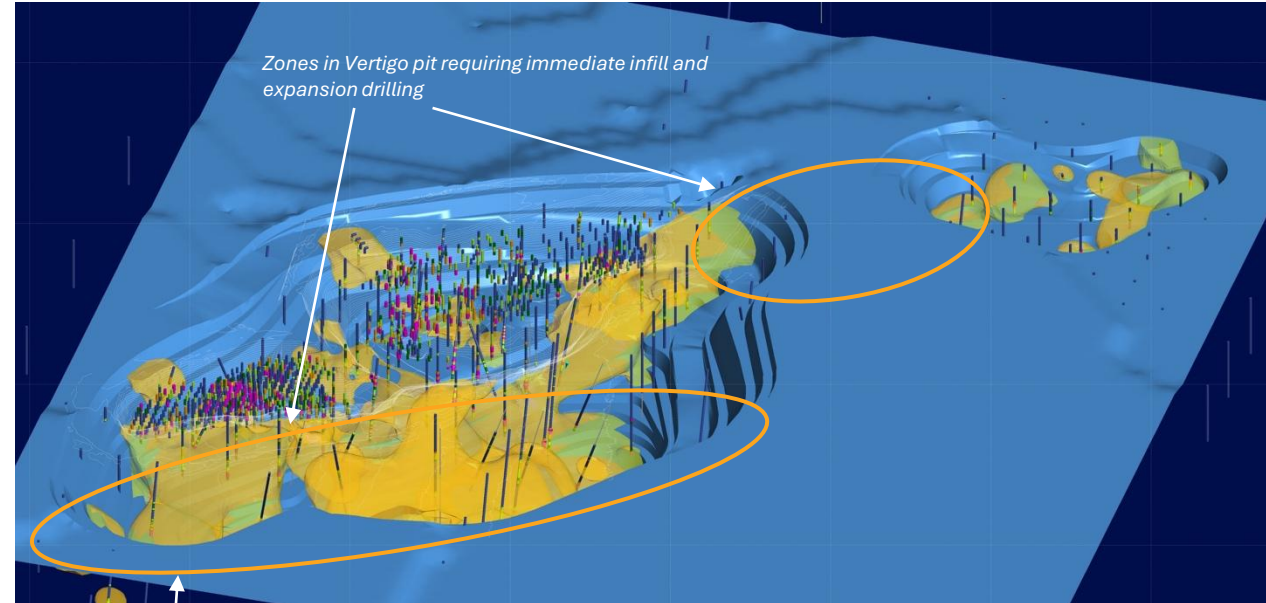 Zones in Vertigo pit requiring immediate infill and
expansion drilling